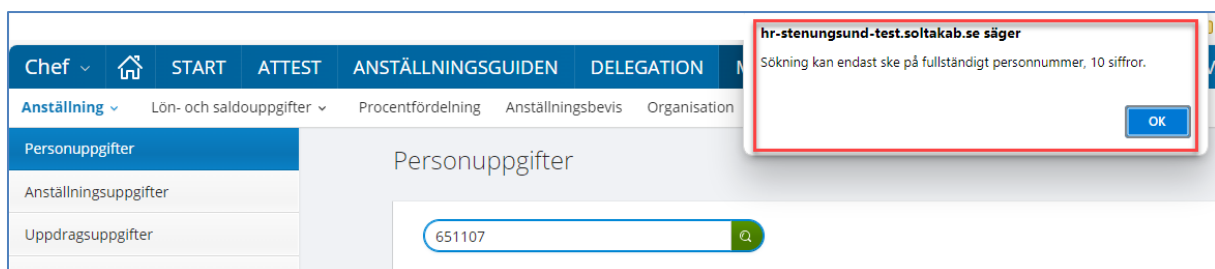 hr-stenungsund-test.soltakab.se säger
Sökning kan endast ske på fullständigt personnummer, 10 siffror.
OK
Chef START ATTEST ANSTÄLLNINGSGUIDEN DELEGATION
Anställning Lön- och saldouppgifter Procentfördelning Anställningsbevis Organisation
Personuppgifter
Personuppgifter
Anställningsuppgifter
Uppdragsuppgifter
651107